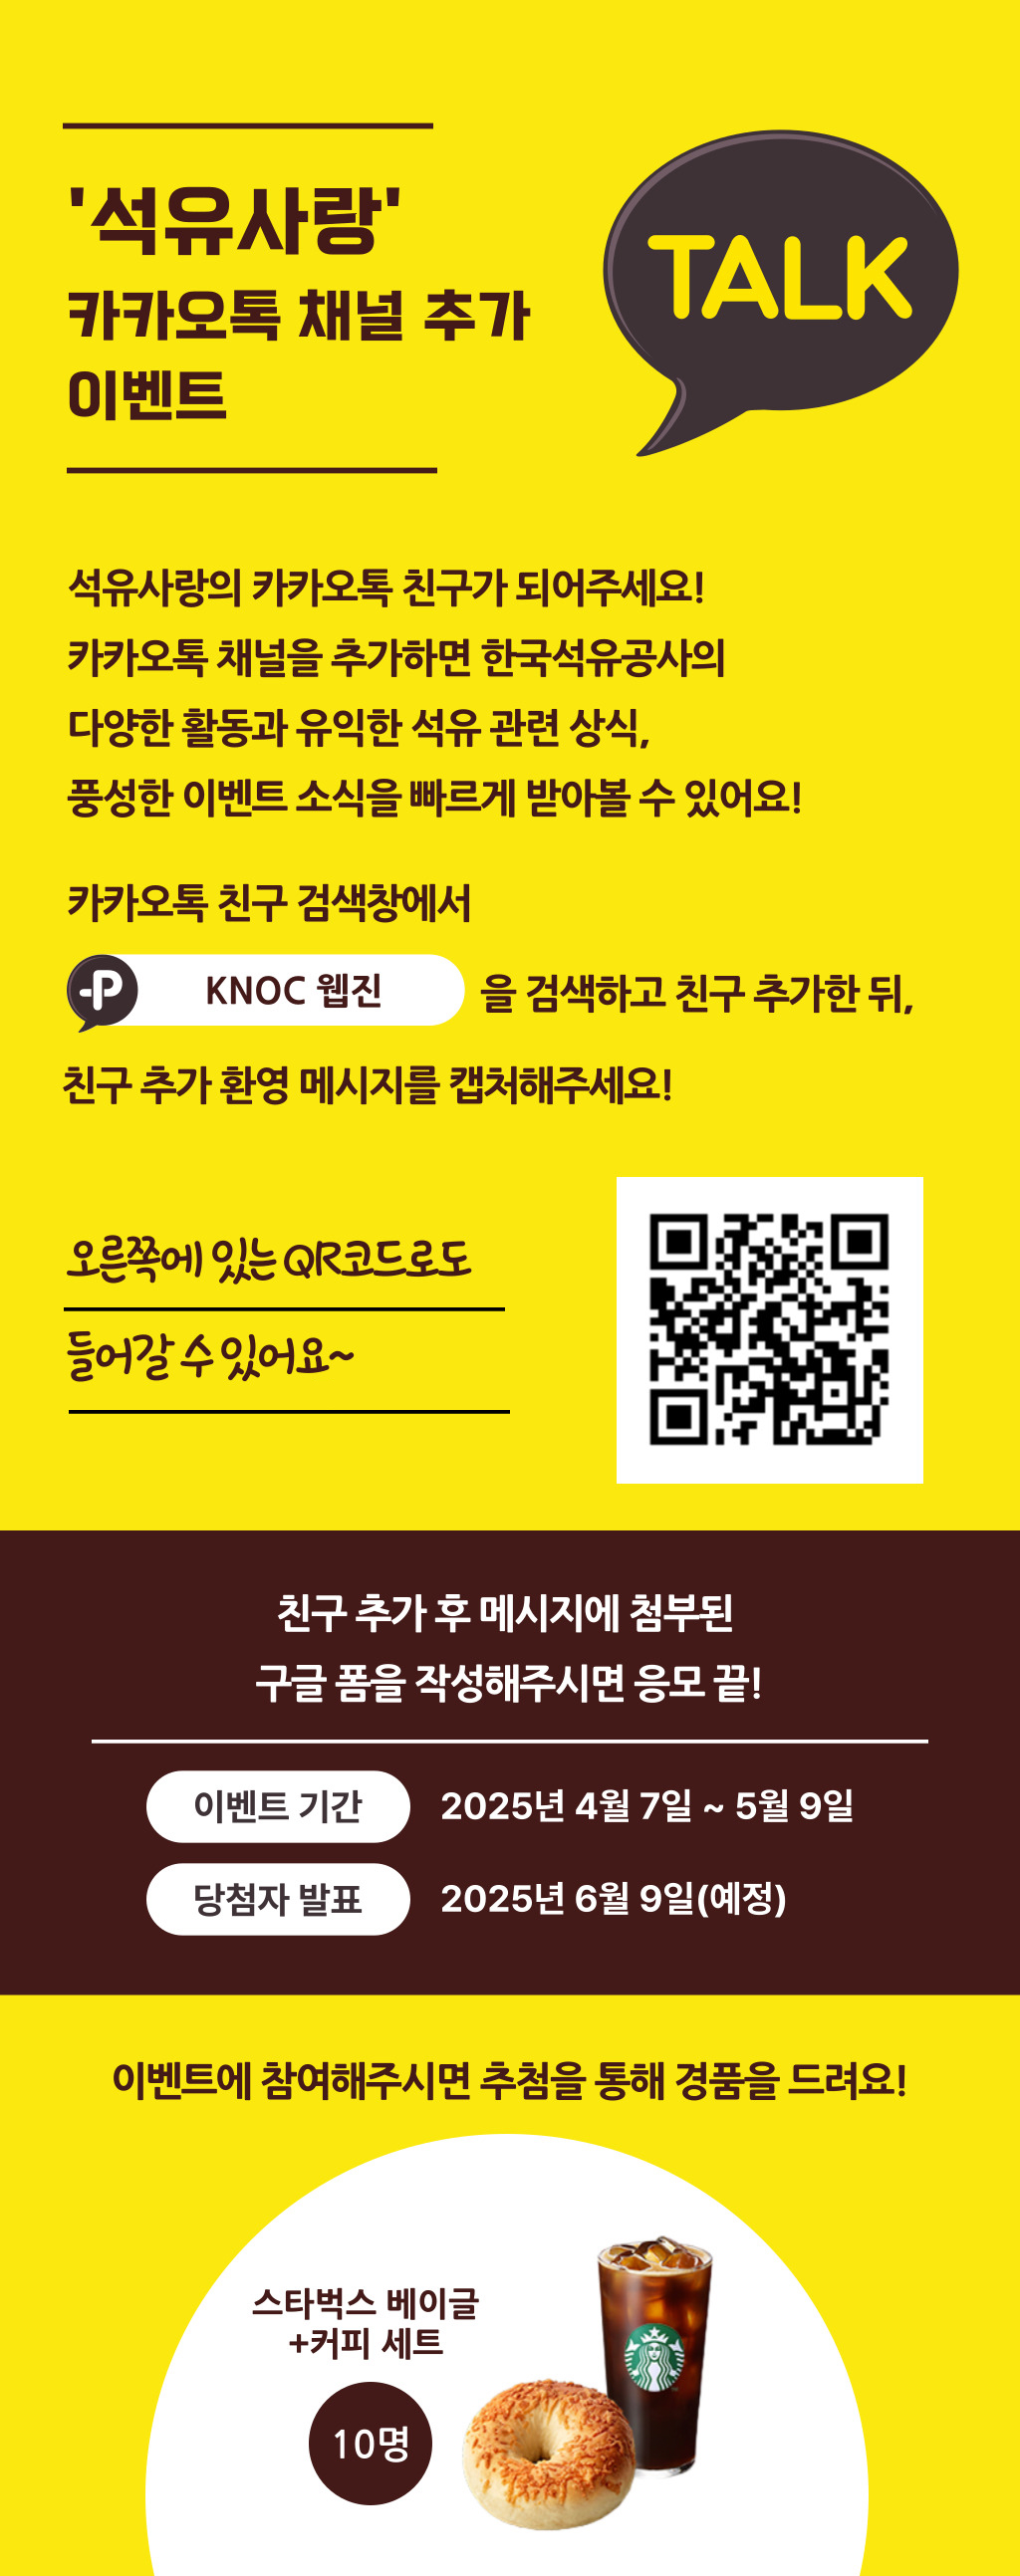 '석유사랑'
카카오톡 채널 추가
이벤트
TALK
석유사랑의 카카오톡 친구가 되어주세요!
카카오톡 채널을 추가하면 한국석유공사의
다양한 활동과 유익한 석유 관련 상식,
풍성한 이벤트 소식을 빠르게 받아볼 수 있어요!
카카오톡 친구 검색창에서
KNOC 웹진 을 검색하고 친구 추가한 뒤,
친구 추가 환영 메시지를 캡처해주세요!
오른쪽에 있는 QR코드로도
들어갈 수 있어요~
친구 추가 후 메시지에 첨부된
구글 폼을 작성해주시면 응모 끝!
이벤트 기간 2025년 4월 7일 ~ 5월 9일
당첨자 발표 2025년 6월 9일(예정)
이벤트에 참여해주시면 추첨을 통해 경품을 드려요!
스타벅스 베이글
+커피 세트
10명